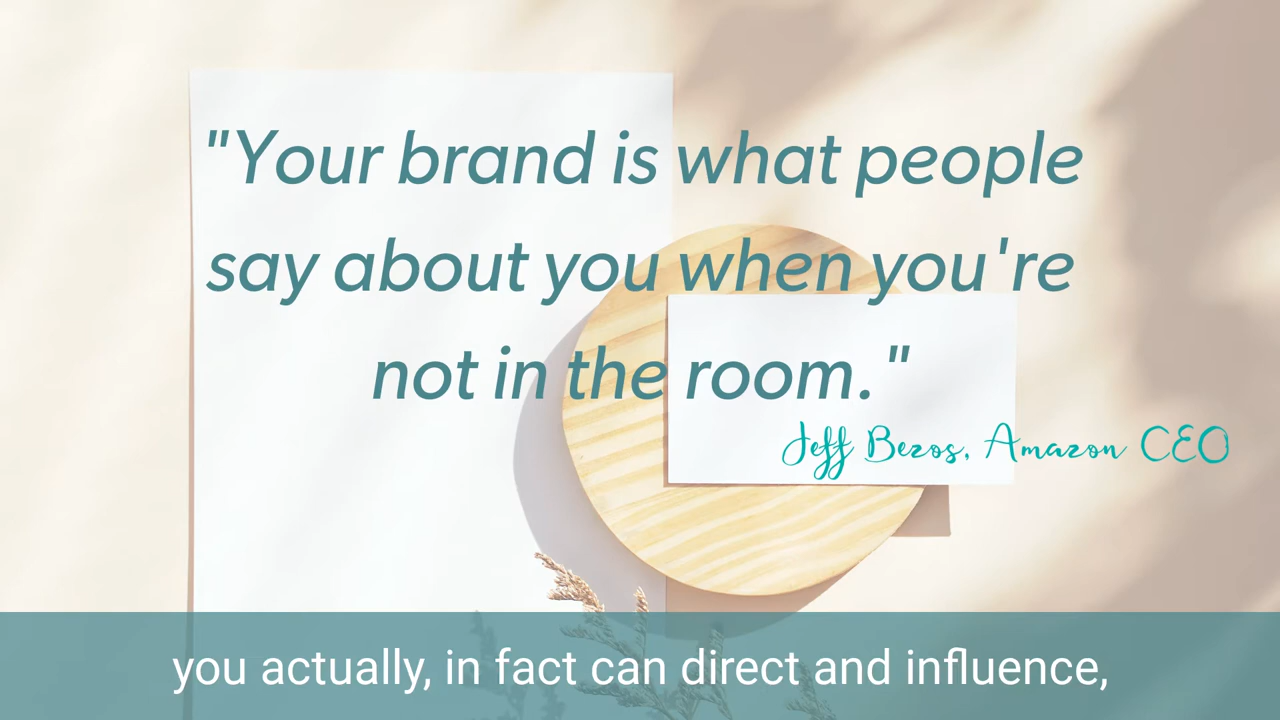 "Your brand is what people
say about you when you're
not in the room."
Jeff Bezos, Amazon CEO
you actually, in fact can direct and influence,